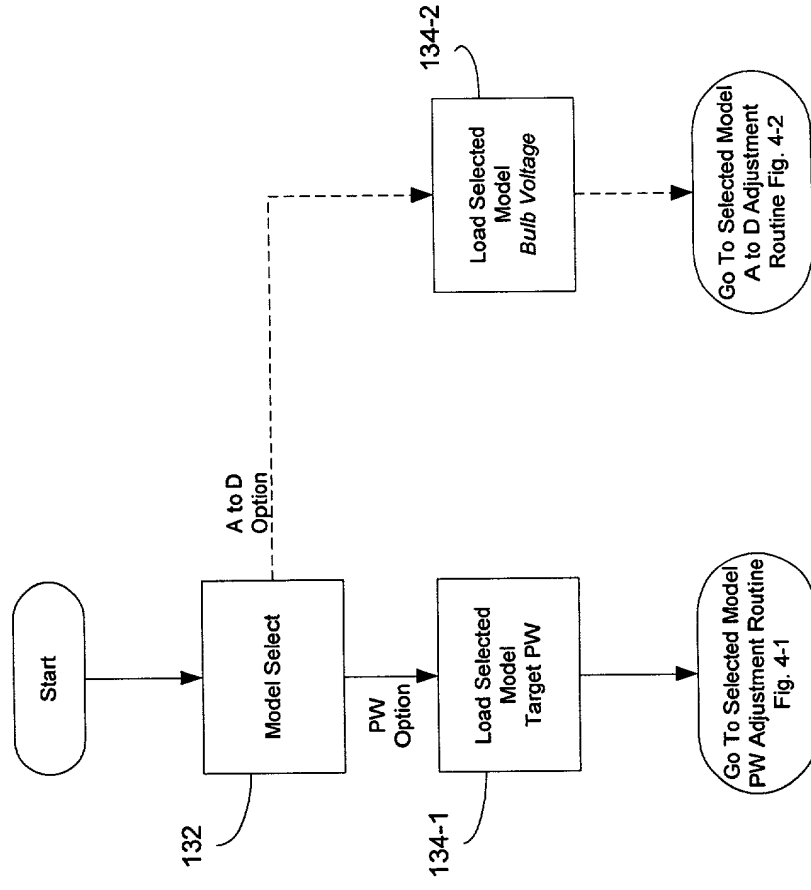 Start
Model Select
132
A to D
Option
PW
Option
Load Selected
Model
Target PW
134-1
Load Selected
Model
Bulb Voltage
134-2
Go To Selected Model
PW Adjustment Routine
Fig. 4-1
Go To Selected Model
A to D Adjustment
Routine Fig. 4-2